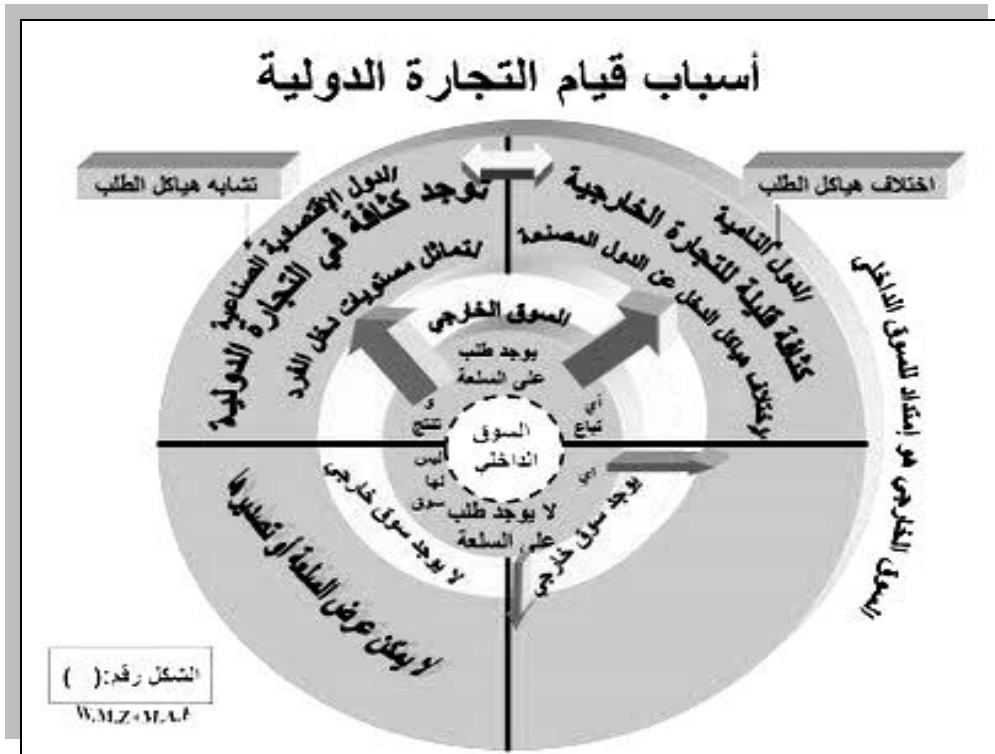 أسباب قيام التجارة الدولية
اختلاف هياكل الطلب
تشابه هياكل الطلب
الدول النامية
كثافة قليلة للتجارة الخارجية
لإختلاف هياكل الدخل عن الدول المصنعة
الدول الاقتصادية الصناعية
توجد كثافة في التجارة الدولية
لتماثل مستويات دخل الفرد
السوق الخارجي هو إمتداد للسوق الداخلي
السوق الخارجي
يوجد طلب
على السلعة
أي
تباع
و
تنتج
السوق
الداخلي
ليس
لها
سوق
لا يوجد طلب
على السلعة
يوجد سوق خارجي
لا يوجد سوق خارجي
لا يمكن عرض السلعة أو تصديرها
الشكل رقم:( )